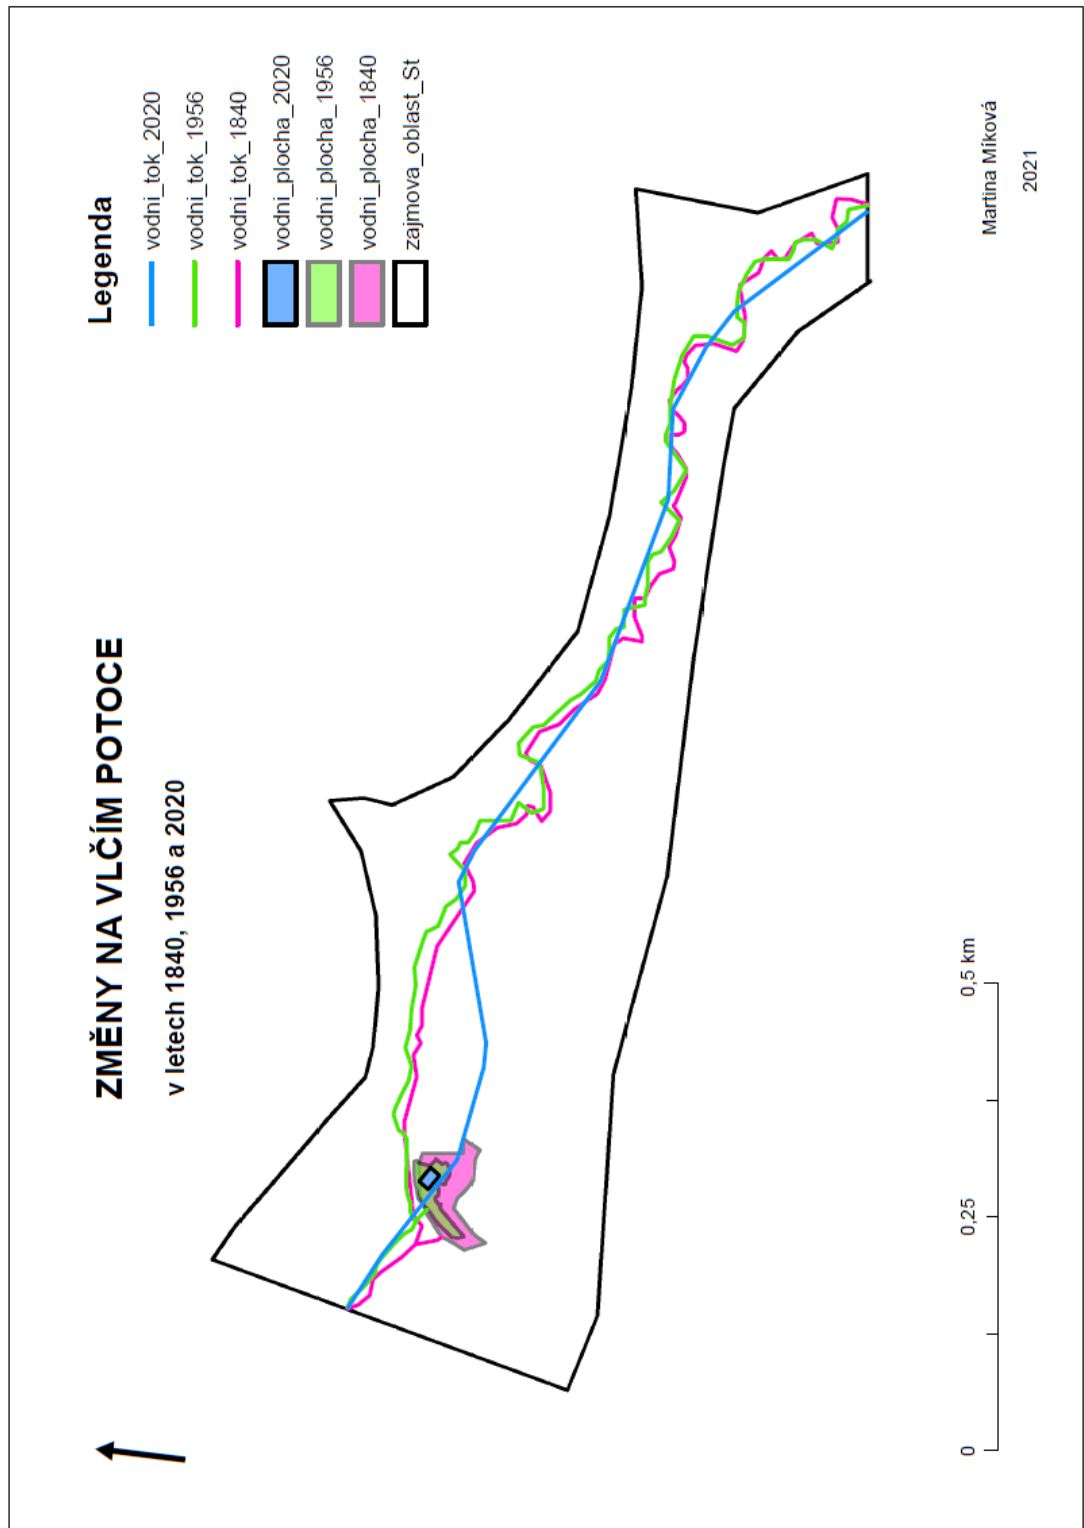 ZMĚNY NA VLČÍM POTOCE
v letech 1840, 1956 a 2020
Legenda
vodni_tok_2020
vodni_tok_1956
vodni_tok_1840
vodni_plocha_2020
vodni_plocha_1956
vodni_plocha_1840
zajmova_oblast_St
0
0,25
0,5 km
Martina Miková
2021